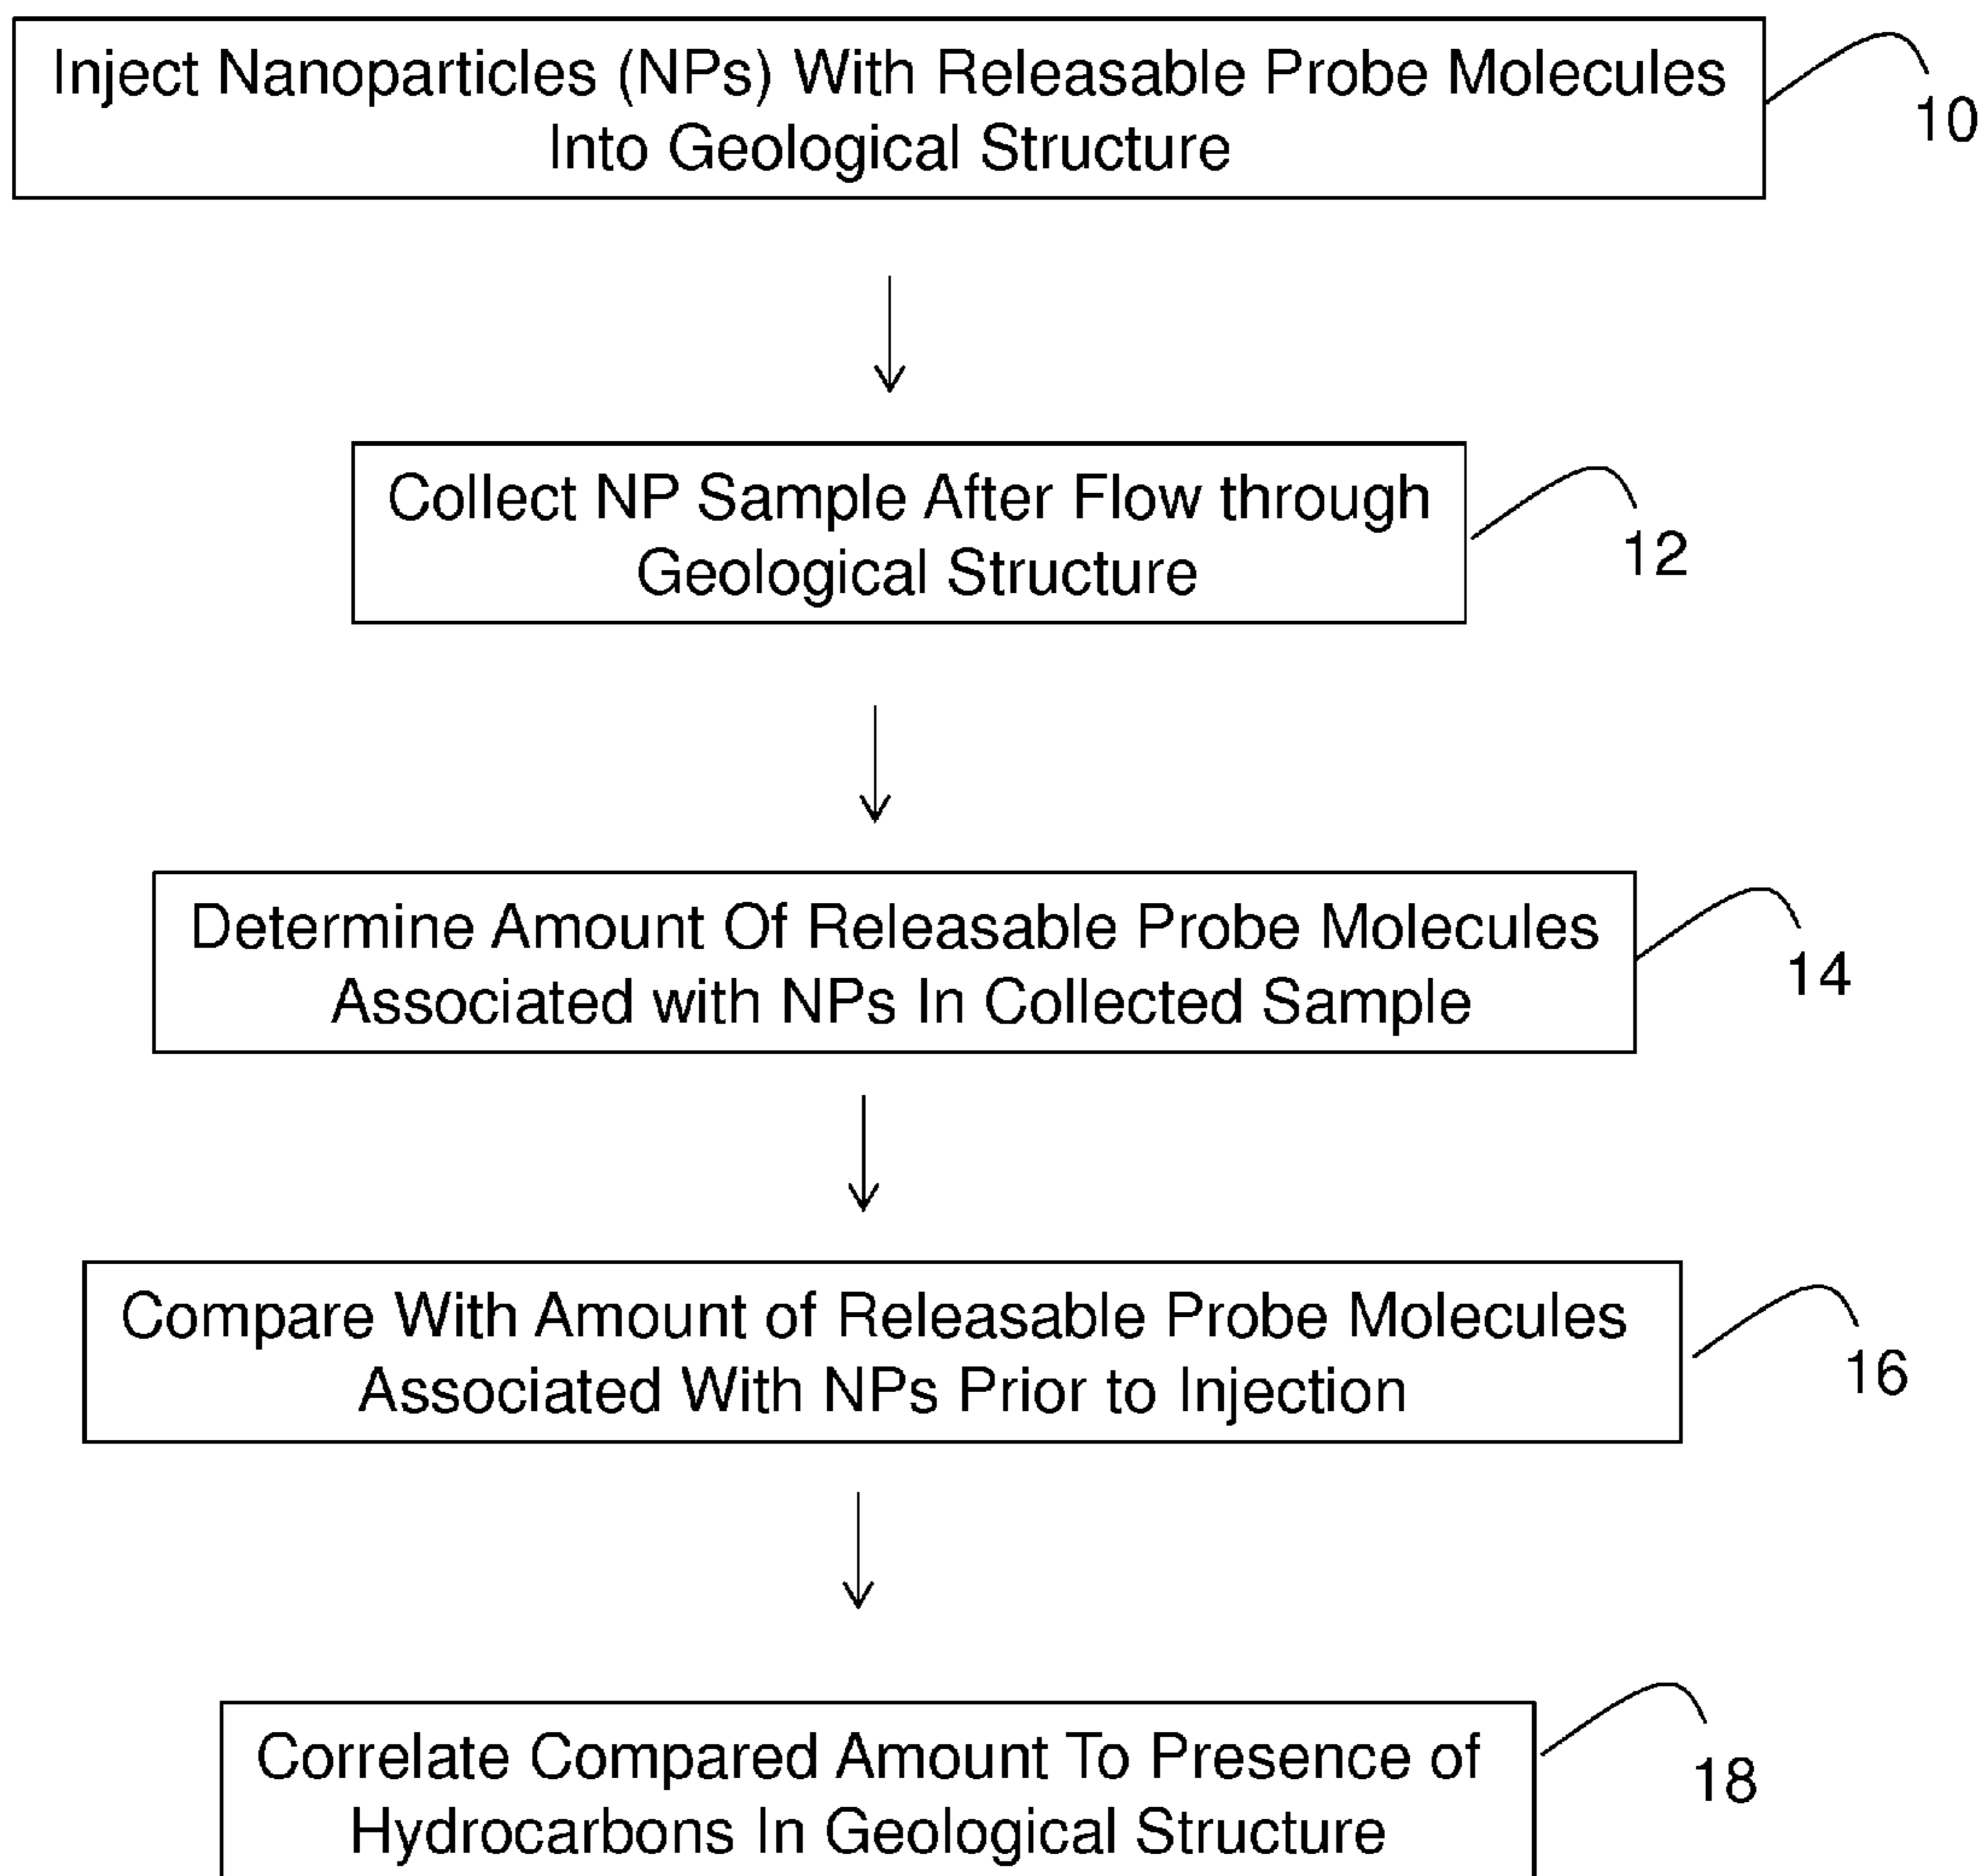 Inject Nanoparticles (NPs) With Releasable Probe Molecules
Into Geological Structure
10
Collect NP Sample After Flow through
Geological Structure
12
Determine Amount Of Releasable Probe Molecules
Associated with NPs In Collected Sample
14
Compare With Amount of Releasable Probe Molecules
Associated With NPs Prior to Injection
16
Correlate Compared Amount To Presence of
Hydrocarbons In Geological Structure
18